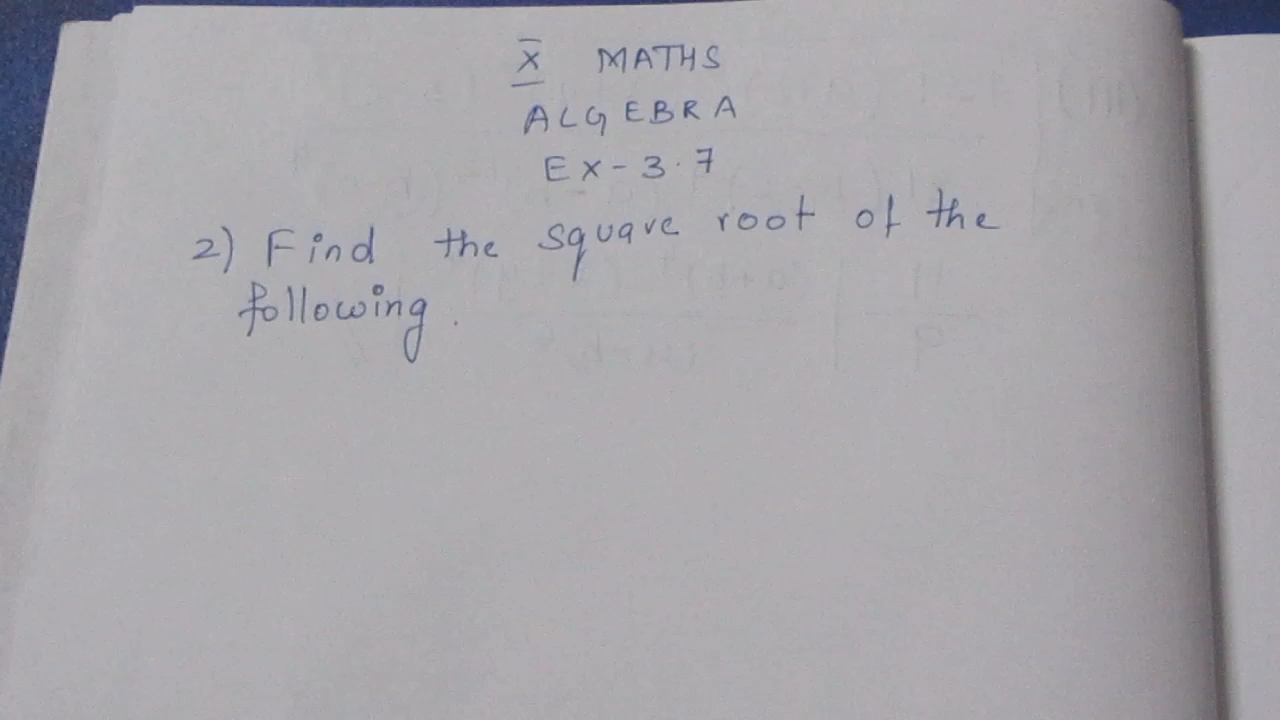 X MATHS
ALGEBRA
EX-3.7
2) Find the square root of the
following.